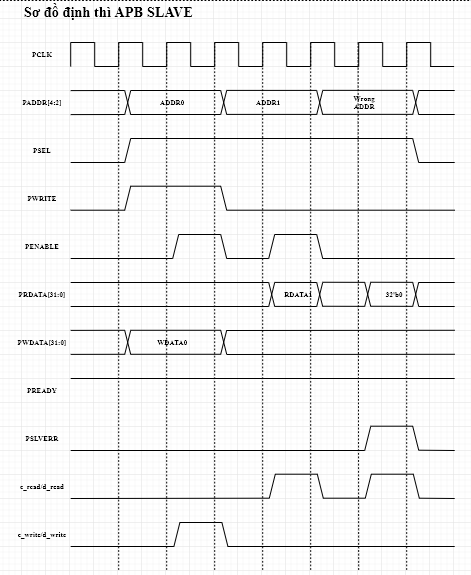 Sơ đồ định thì APB SLAVE
PCLK
PADDR[4:2]
ADDR0
ADDR1
Wrong
ADDR
PSEL
PWRITE
PENABLE
PRDATA[31:0]
RDATA1
32'b0
PWDATA[31:0]
WDATA0
PREADY
PSLVERR
c_read/d_read
c_write/d_write